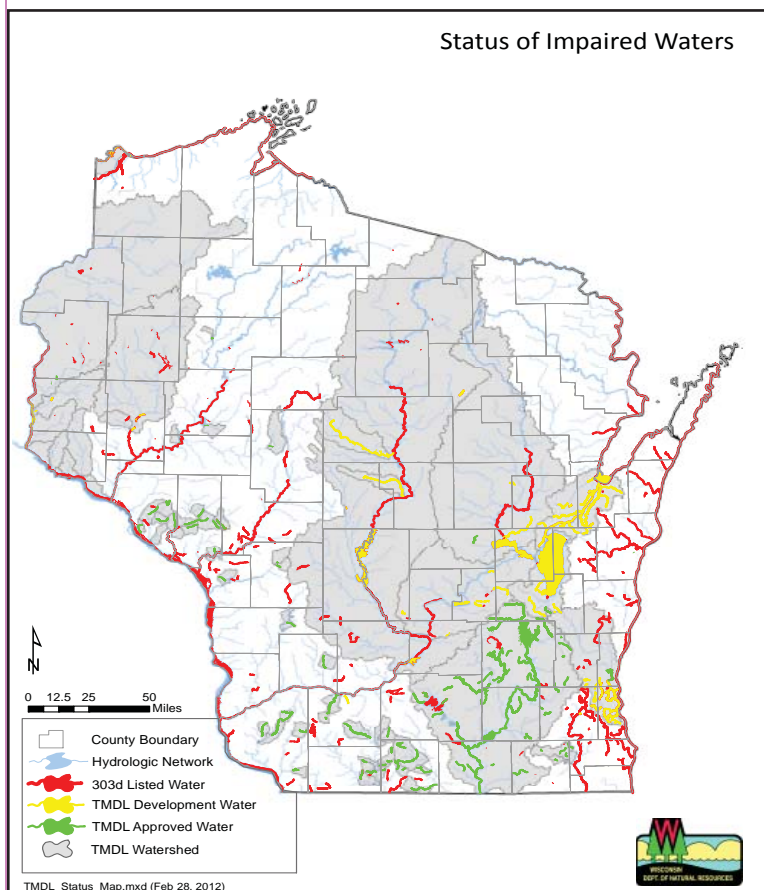 Status of Impaired Waters
N
0 12.5 25 50
Miles
County Boundary
Hydrologic Network
303d Listed Water
TMDL Development Water
TMDL Approved Water
TMDL Watershed
TMDL_Status_Map.mxd (Feb 28, 2012)
W
WISCONSIN
DEPT. OF NATURAL RESOURCES